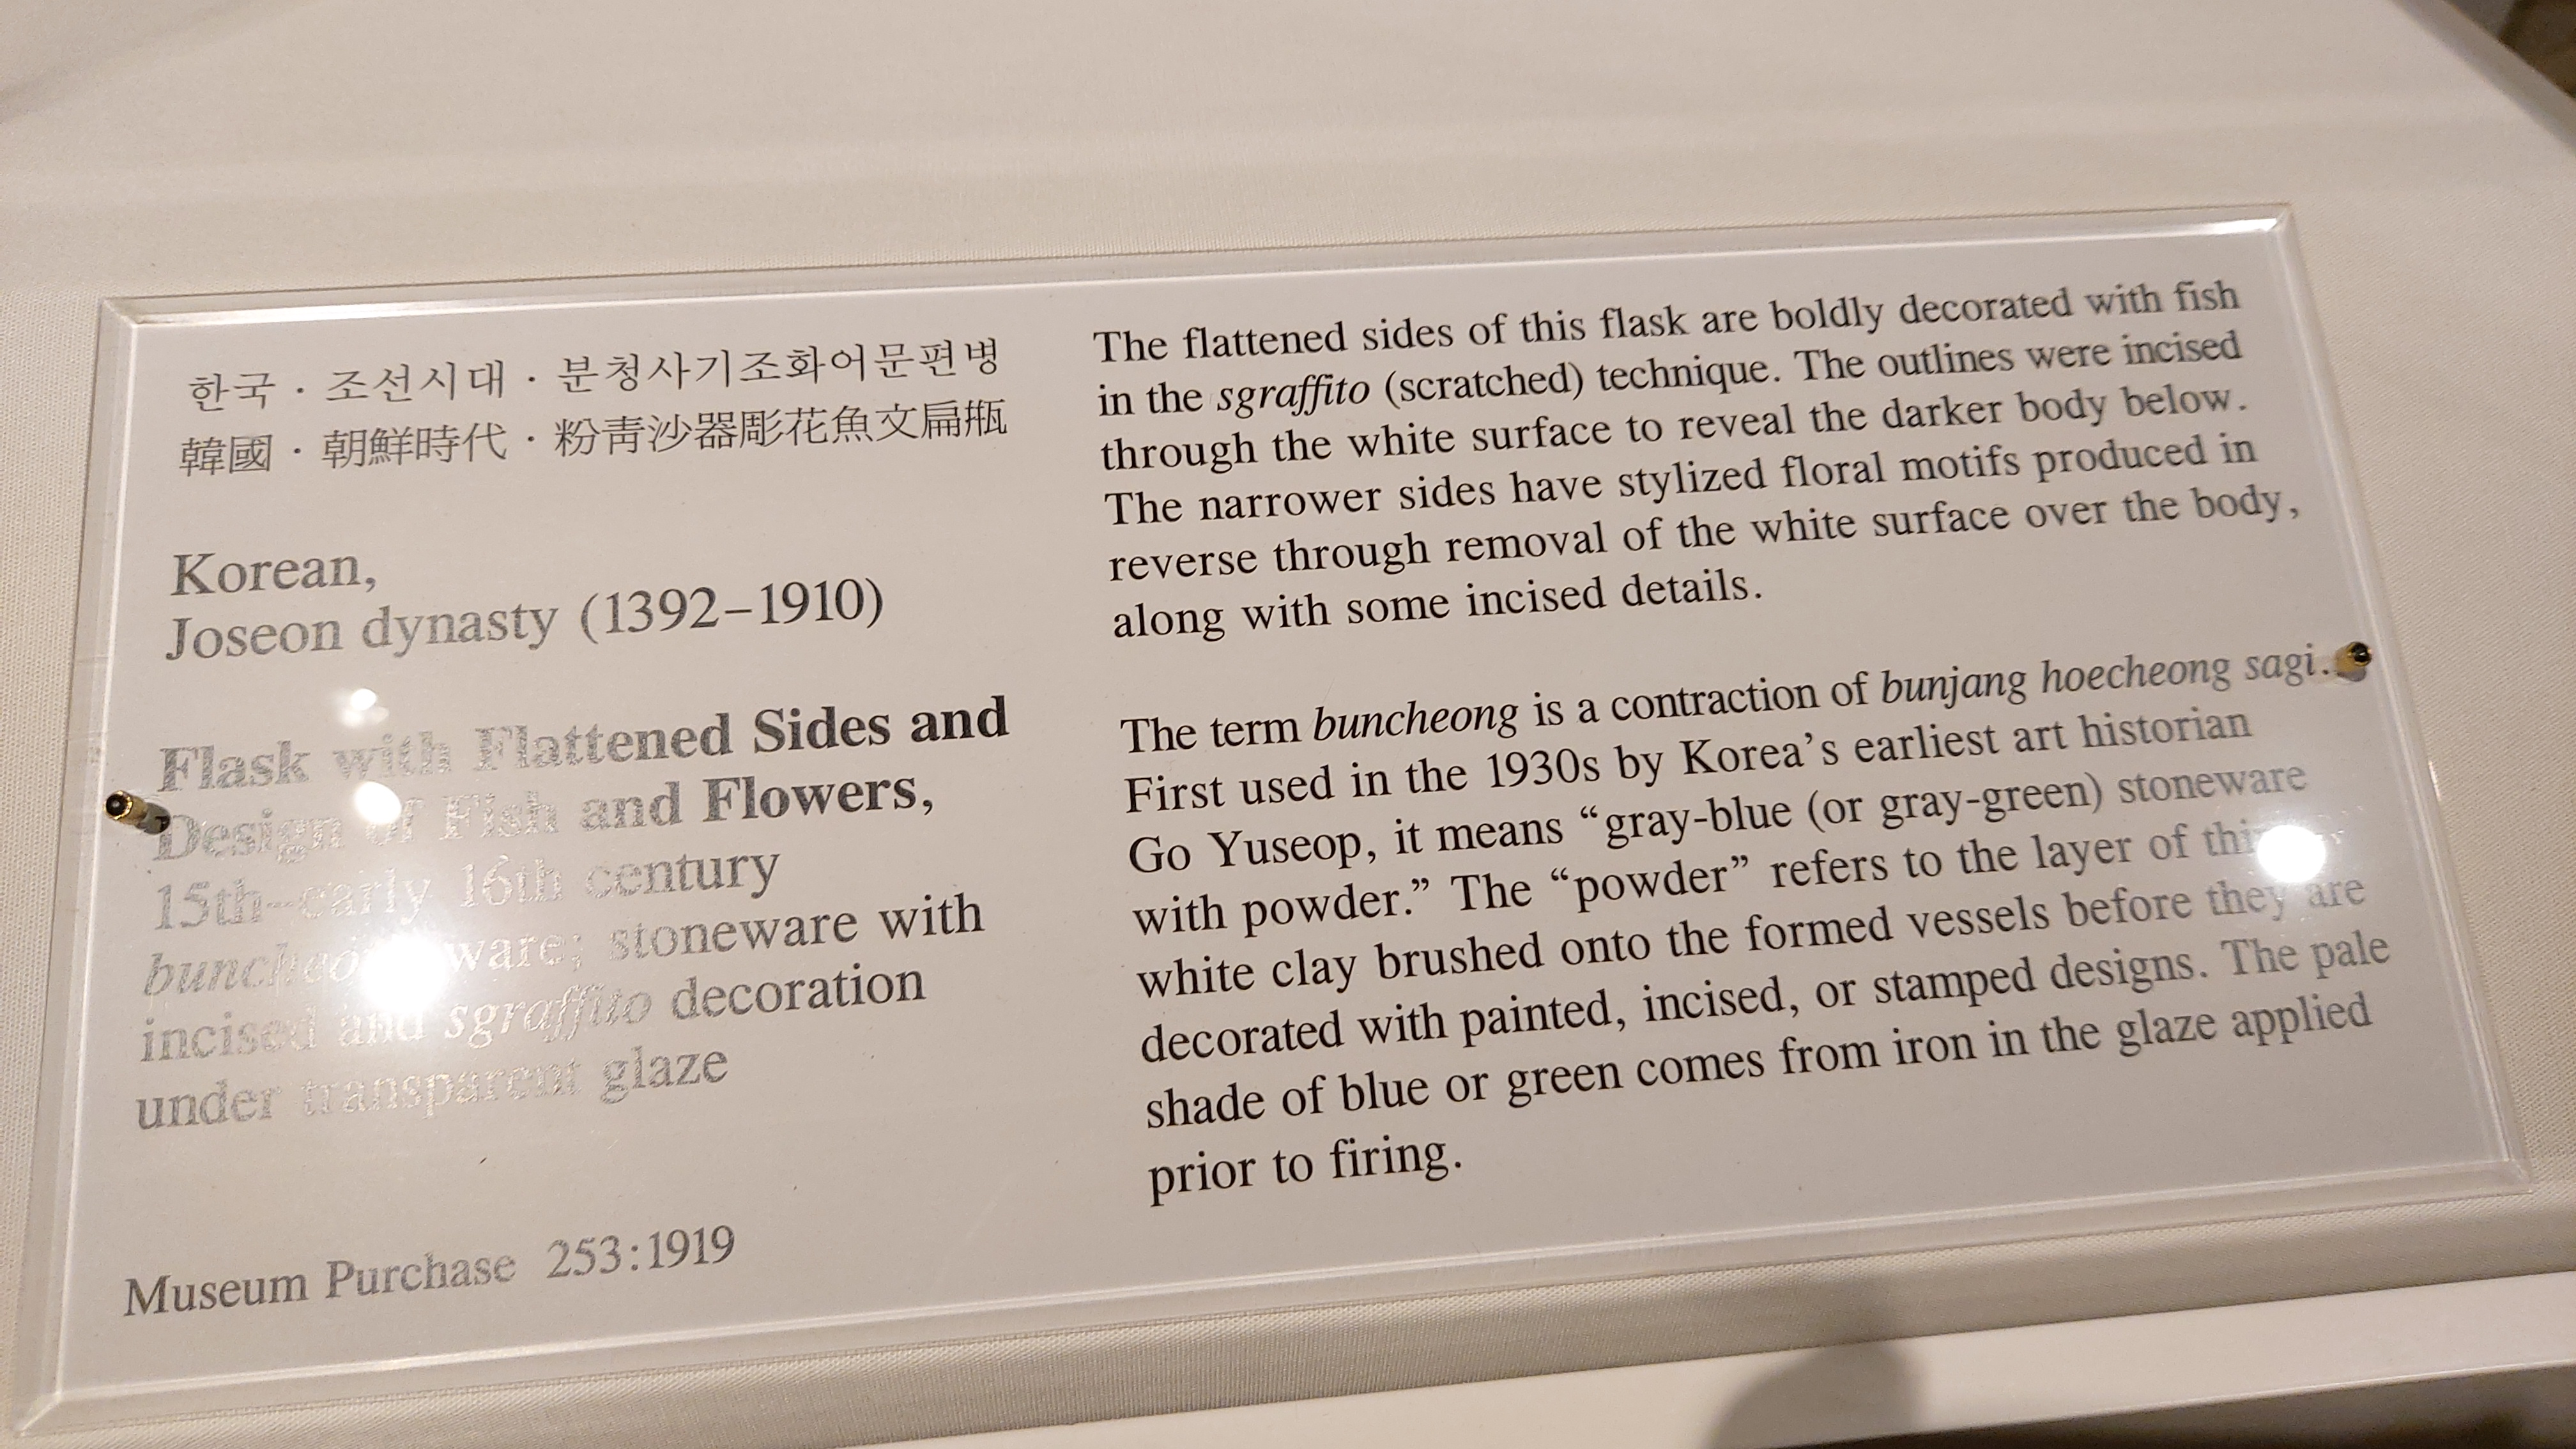 한국 · 조선시대 · 분청사기조화어문편병
韓國 · 朝鮮時代 · 粉靑沙器彫花魚文扁甁
Korean,
Joseon dynasty (1392–1910)
Flask with Flattened Sides and
Design of Fish and Flowers,
15th–early 16th century
ware; stoneware with
incised and sgraffito decoration
under transparent glaze
Museum Purchase 253:1919
The flattened sides of this flask are boldly decorated with fish
in the sgraffito (scratched) technique. The outlines were incised
through the white surface to reveal the darker body below.
The narrower sides have stylized floral motifs produced in
reverse through removal of the white surface over the body,
along with some incised details.
The term buncheong is a contraction of bunjang hoecheong sagi.
First used in the 1930s by Korea’s earliest art historian
Go Yuseop, it means “gray-blue (or gray-green) stoneware
with powder.” The “powder” refers to the layer of
white clay brushed onto the formed vessels before they are
decorated with painted, incised, or stamped designs. The pale
shade of blue or green comes from iron in the glaze applied
prior to firing.